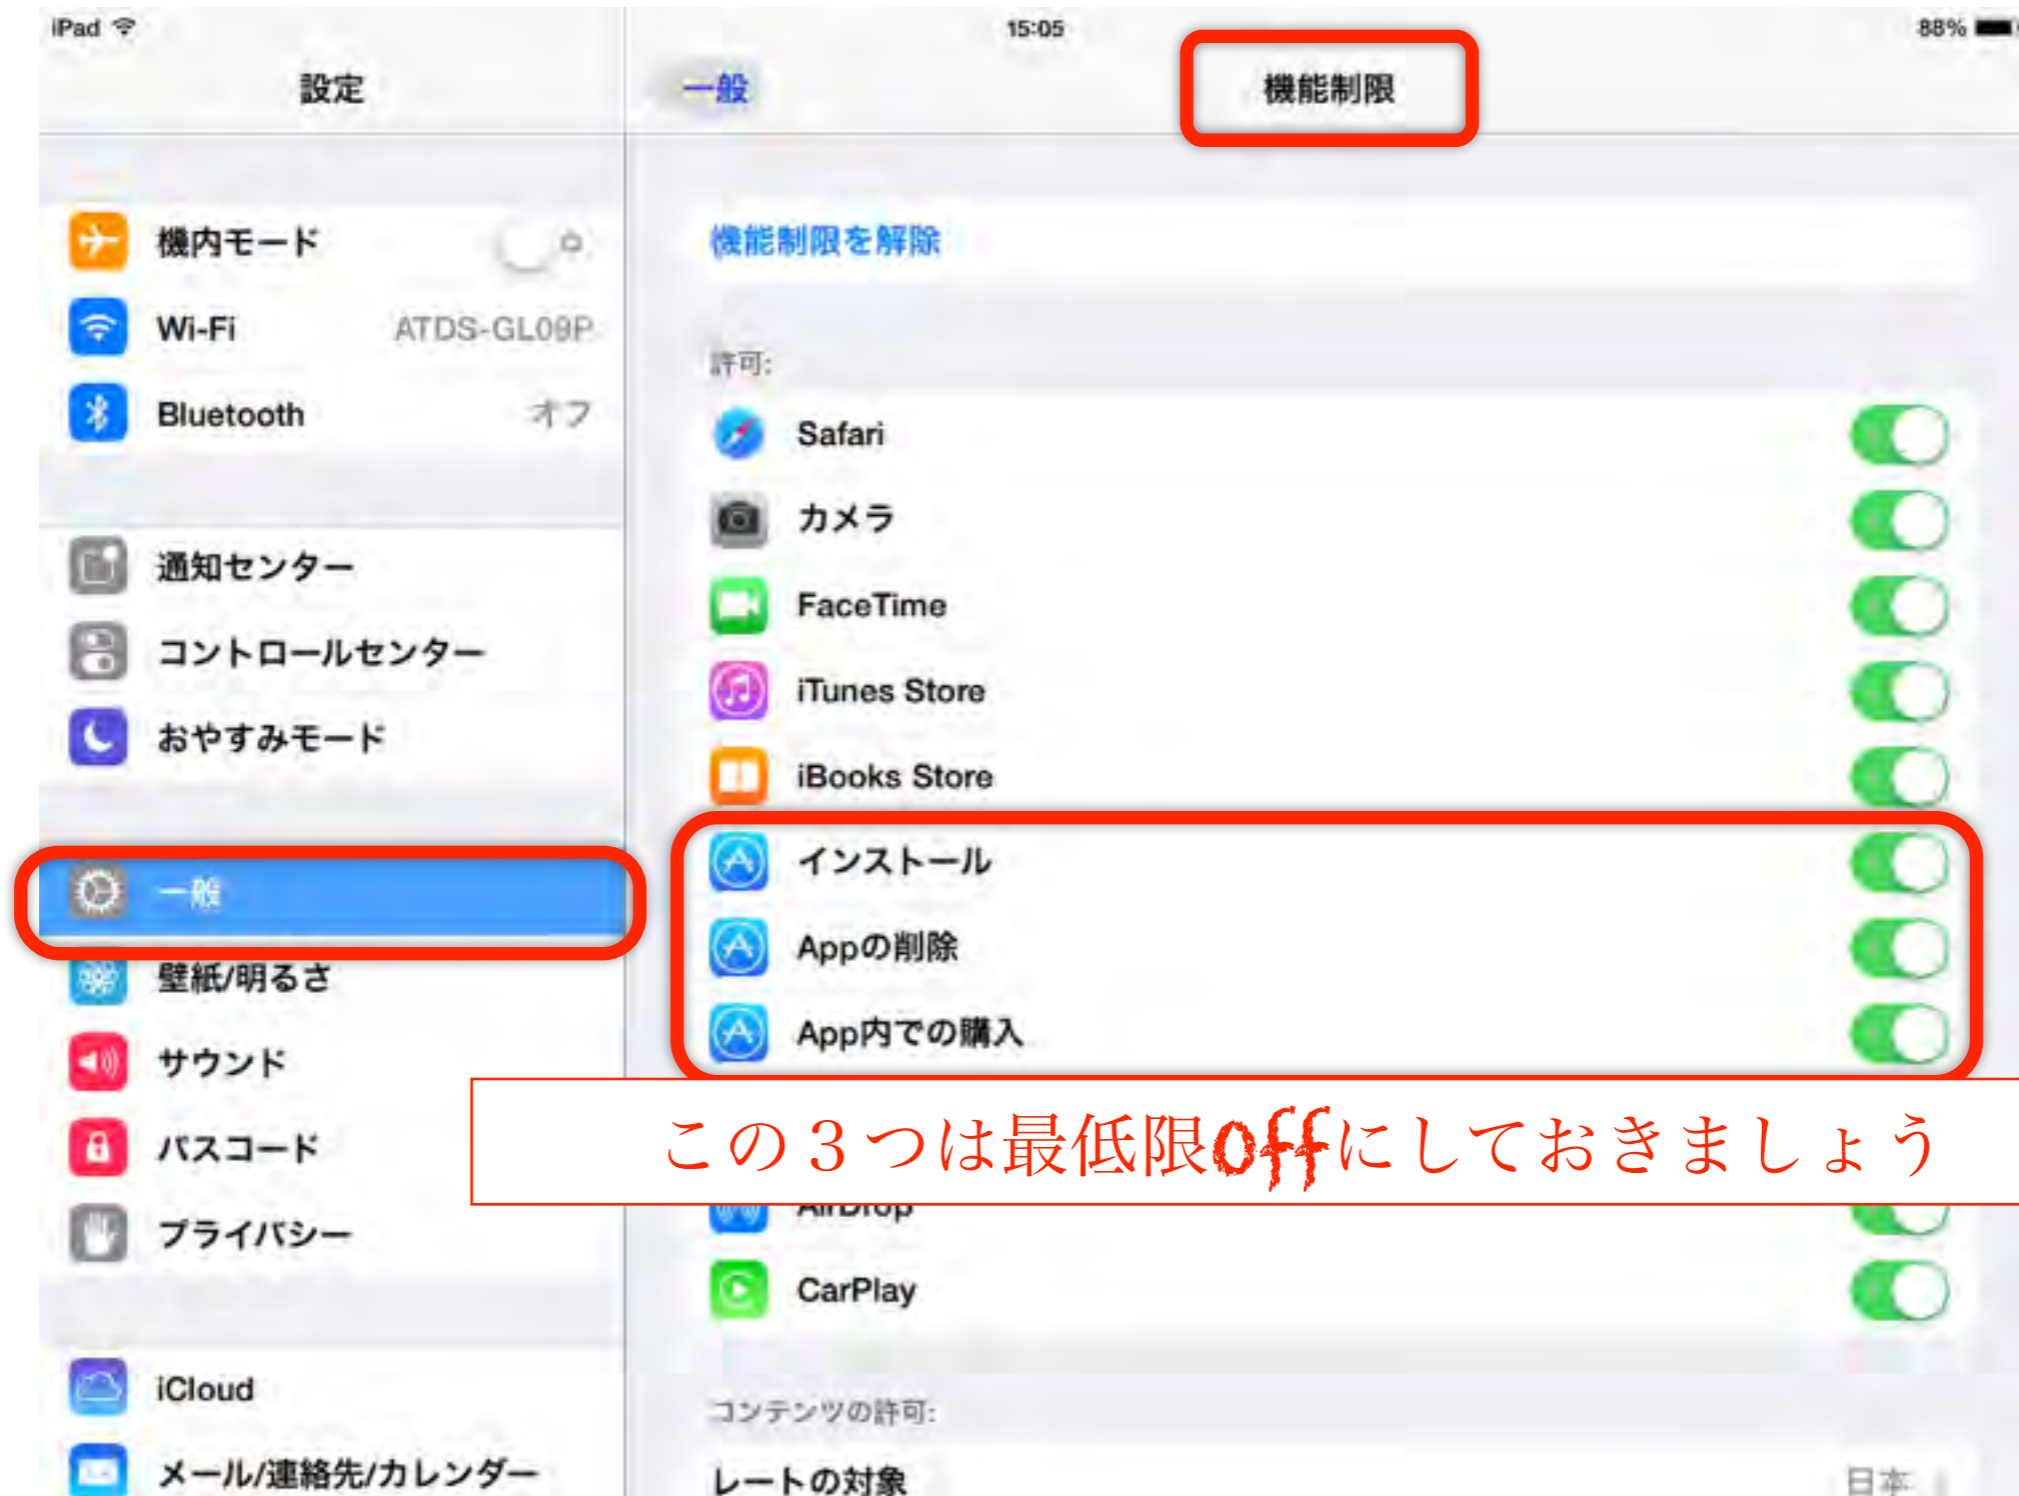 iPad
15:05
88%
設定
一般
機能制限
機内モード
Wi-Fi
ATDS-GL09P
Bluetooth
オフ
通知センター
コントロールセンター
おやすみモード
一般
壁紙/明るさ
サウンド
パスコード
プライバシー
iCloud
メール/連絡先/カレンダー
機能制限を解除
許可:
Safari
カメラ
FaceTime
iTunes Store
iBooks Store
インストール
Appの削除
App内での購入
この３つは最低限offにしておきましょう
AirDrop
CarPlay
コンテンツの許可:
レートの対象
日本